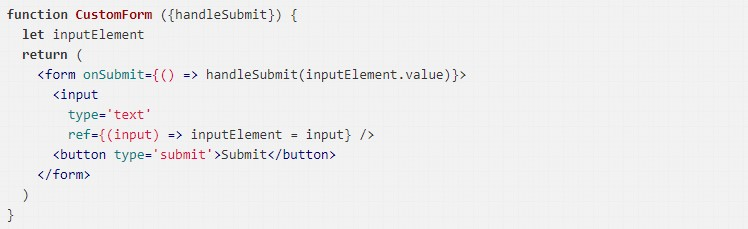 function CustomForm ({handleSubmit}) {
  let inputElement
  return (
    <form onSubmit={() => handleSubmit(inputElement.value)}>
      <input
        type='text'
        ref={(input) => inputElement = input} />
      <button type='submit'>Submit</button>
    </form>
  )
}